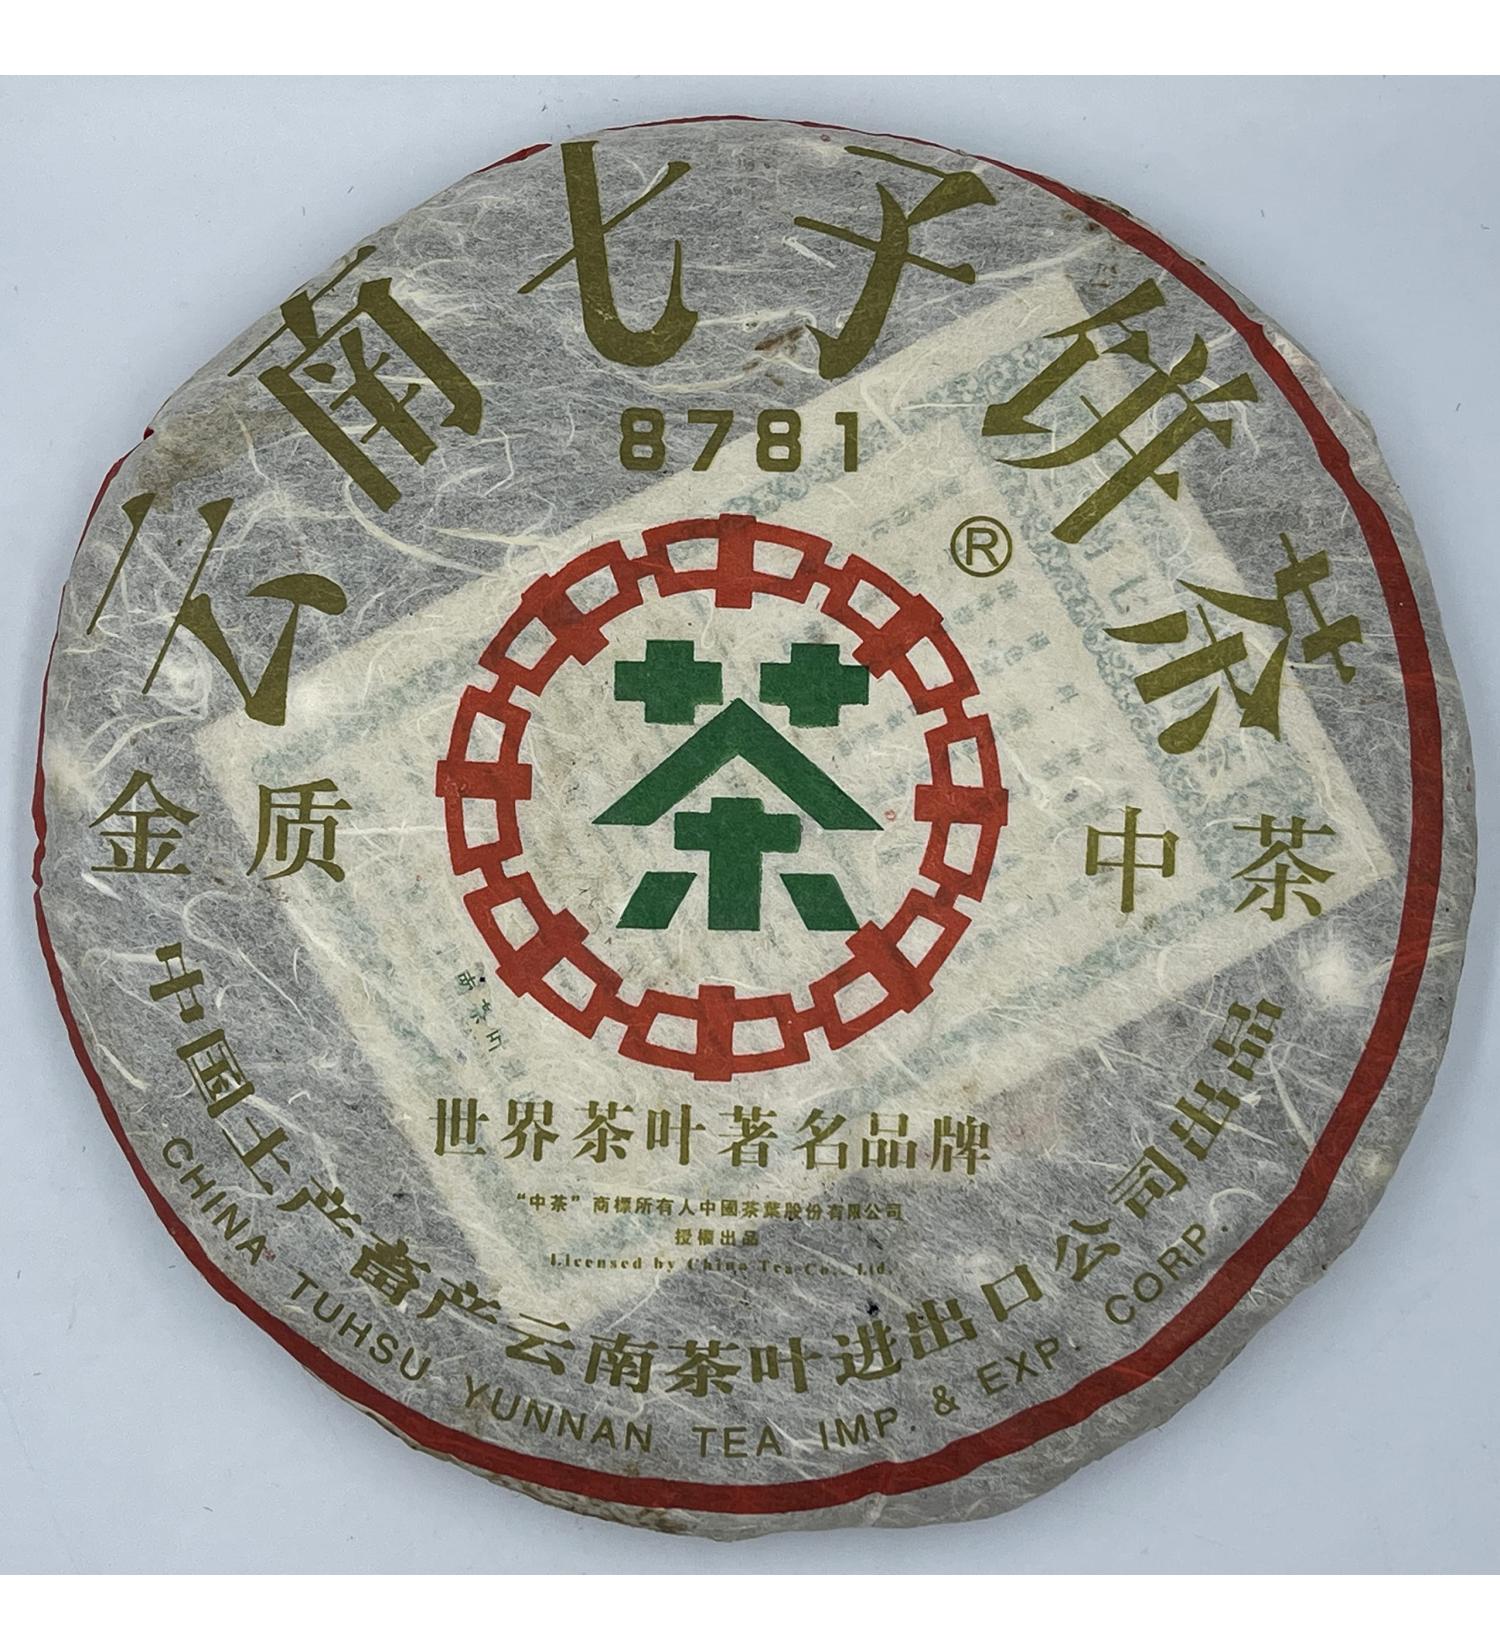 云南七子饼茶
8781
®
茶
金质
中茶
世界茶叶著名品牌
“中茶”商標所有人中國茶葉股份有限公司
授權出品
Licensed by China Tea Co., Ltd.
中国土产畜产云南茶叶进出口公司出品
CHINA TUHSU YUNNAN TEA IMP. & EXP. CORP.